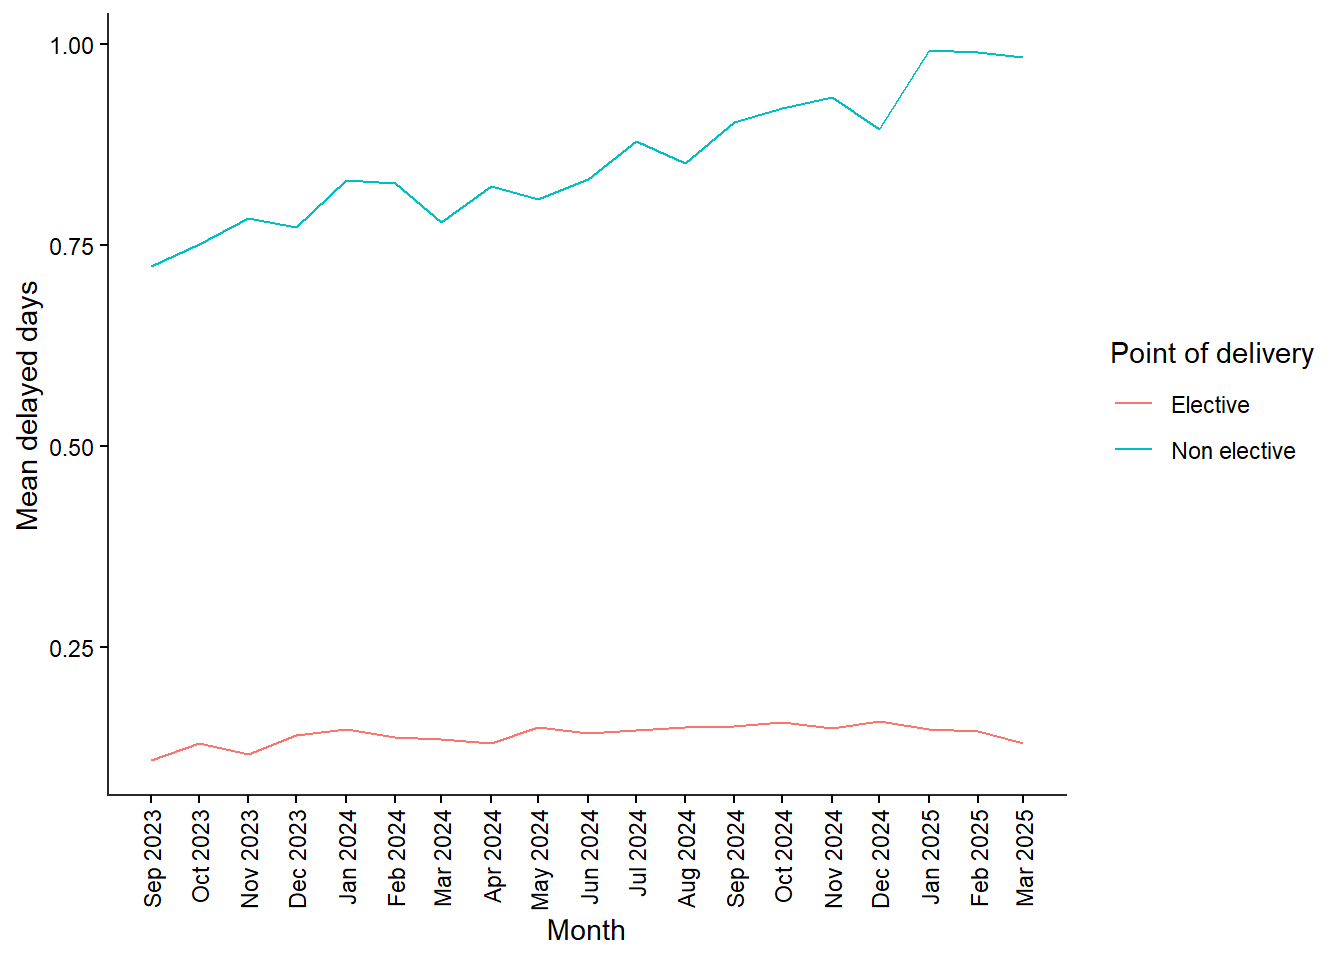 Mean delayed days
1.00
0.75
0.50
0.25
Sep 2023
Oct 2023
Nov 2023
Dec 2023
Jan 2024
Feb 2024
Mar 2024
Apr 2024
May 2024
Jun 2024
Jul 2024
Aug 2024
Sep 2024
Oct 2024
Nov 2024
Dec 2024
Jan 2025
Feb 2025
Mar 2025
Month
Point of delivery
Elective
Non elective